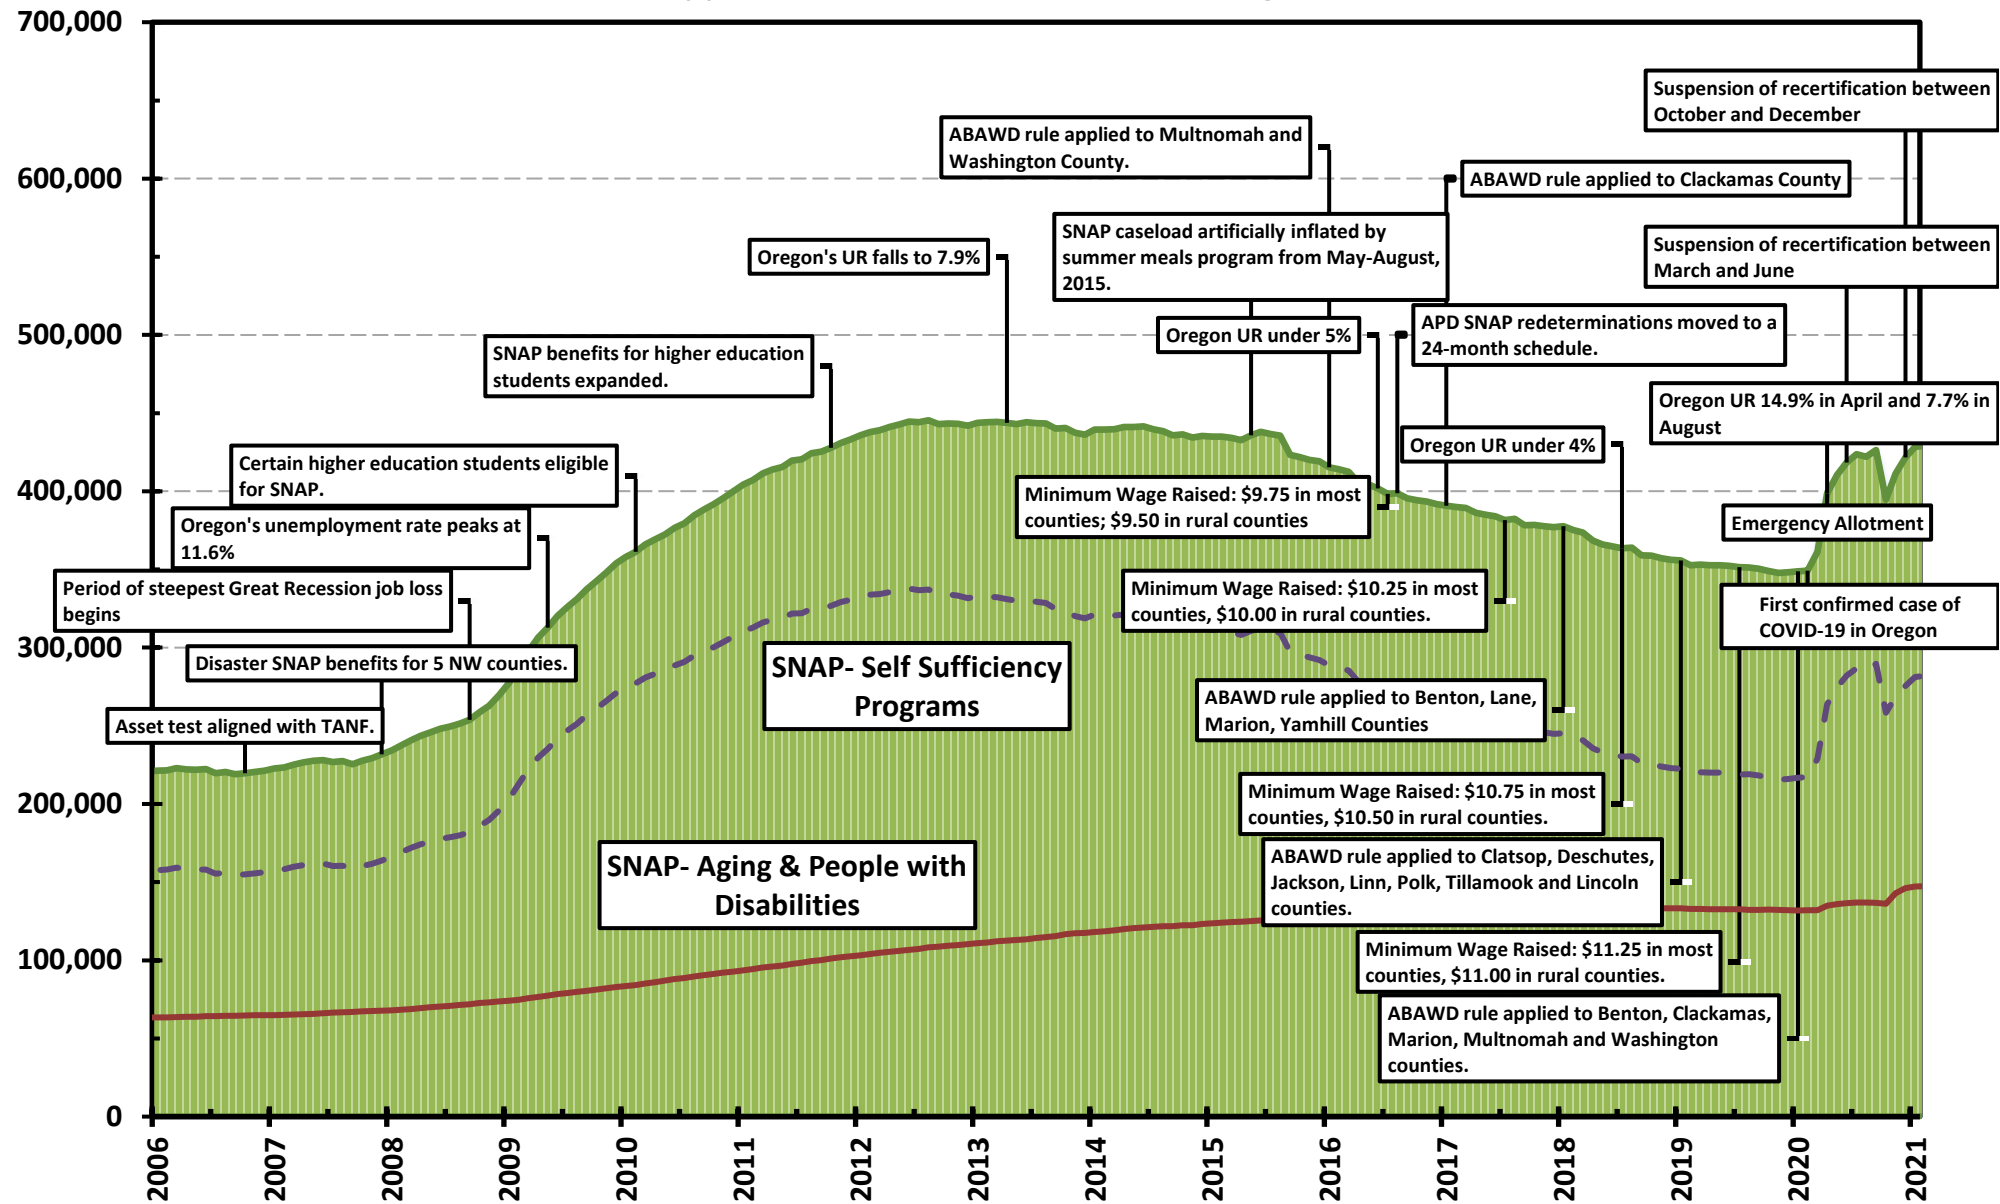 700,000
600,000
500,000
400,000
300,000
200,000
100,000
0
Suspension of recertification between
October and December
ABAWD rule applied to Multnomah and
Washington County.
ABAWD rule applied to Clackamas County
SNAP caseload artificially inflated by
summer meals program from May-August,
2015.
Suspension of recertification between
March and June
Oregon's UR falls to 7.9%
Oregon UR under 5%
APD SNAP redeterminations moved to a
24-month schedule.
SNAP benefits for higher education
students expanded.
Oregon UR 14.9% in April and 7.7% in
August
Oregon UR under 4%
Certain higher education students eligible
for SNAP.
Minimum Wage Raised: $9.75 in most
counties; $9.50 in rural counties
Emergency Allotment
Oregon's unemployment rate peaks at
11.6%
Period of steepest Great Recession job loss
begins
Minimum Wage Raised: $10.25 in most
counties, $10.00 in rural counties.
First confirmed case of
COVID-19 in Oregon
Disaster SNAP benefits for 5 NW counties.
SNAP- Self Sufficiency
Programs
ABAWD rule applied to Benton, Lane,
Marion, Yamhill Counties
Asset test aligned with TANF.
Minimum Wage Raised: $10.75 in most
counties, $10.50 in rural counties.
SNAP- Aging & People with
Disabilities
ABAWD rule applied to Clatsop, Deschutes,
Jackson, Linn, Polk, Tillamook and Lincoln
counties.
Minimum Wage Raised: $11.25 in most
counties, $11.00 in rural counties.
ABAWD rule applied to Benton, Clackamas,
Marion, Multnomah and Washington
counties.
2006
2007
2008
2009
2010
2011
2012
2013
2014
2015
2016
2017
2018
2019
2020
2021